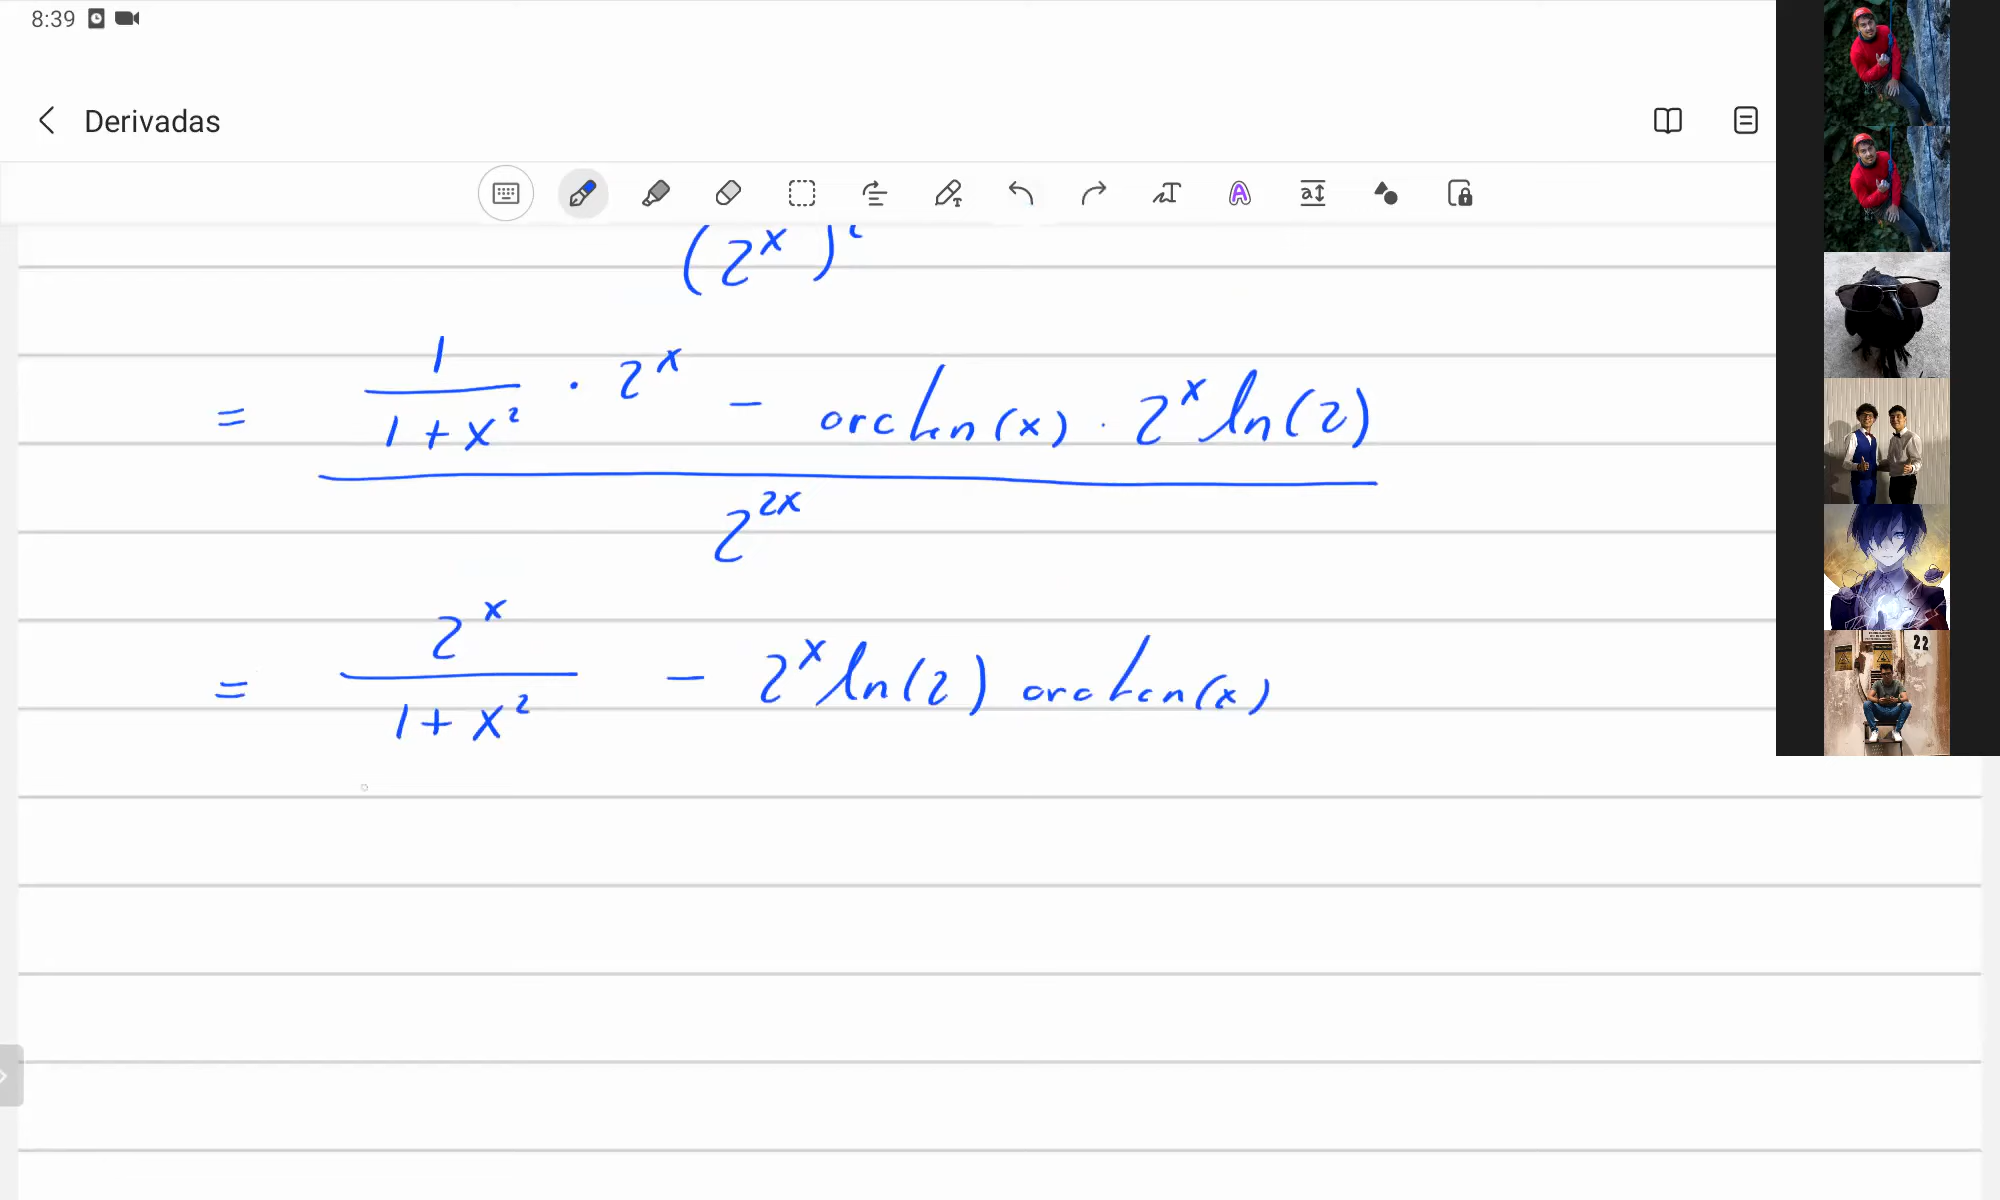 8:39
Derivadas
(2^x)^2
= (1/(1+x^2) · 2^x - arctan(x) · 2^x ln(2)) / 2^(2x)
= 2^x/(1+x^2) - 2^x ln(2) arctan(x)
22